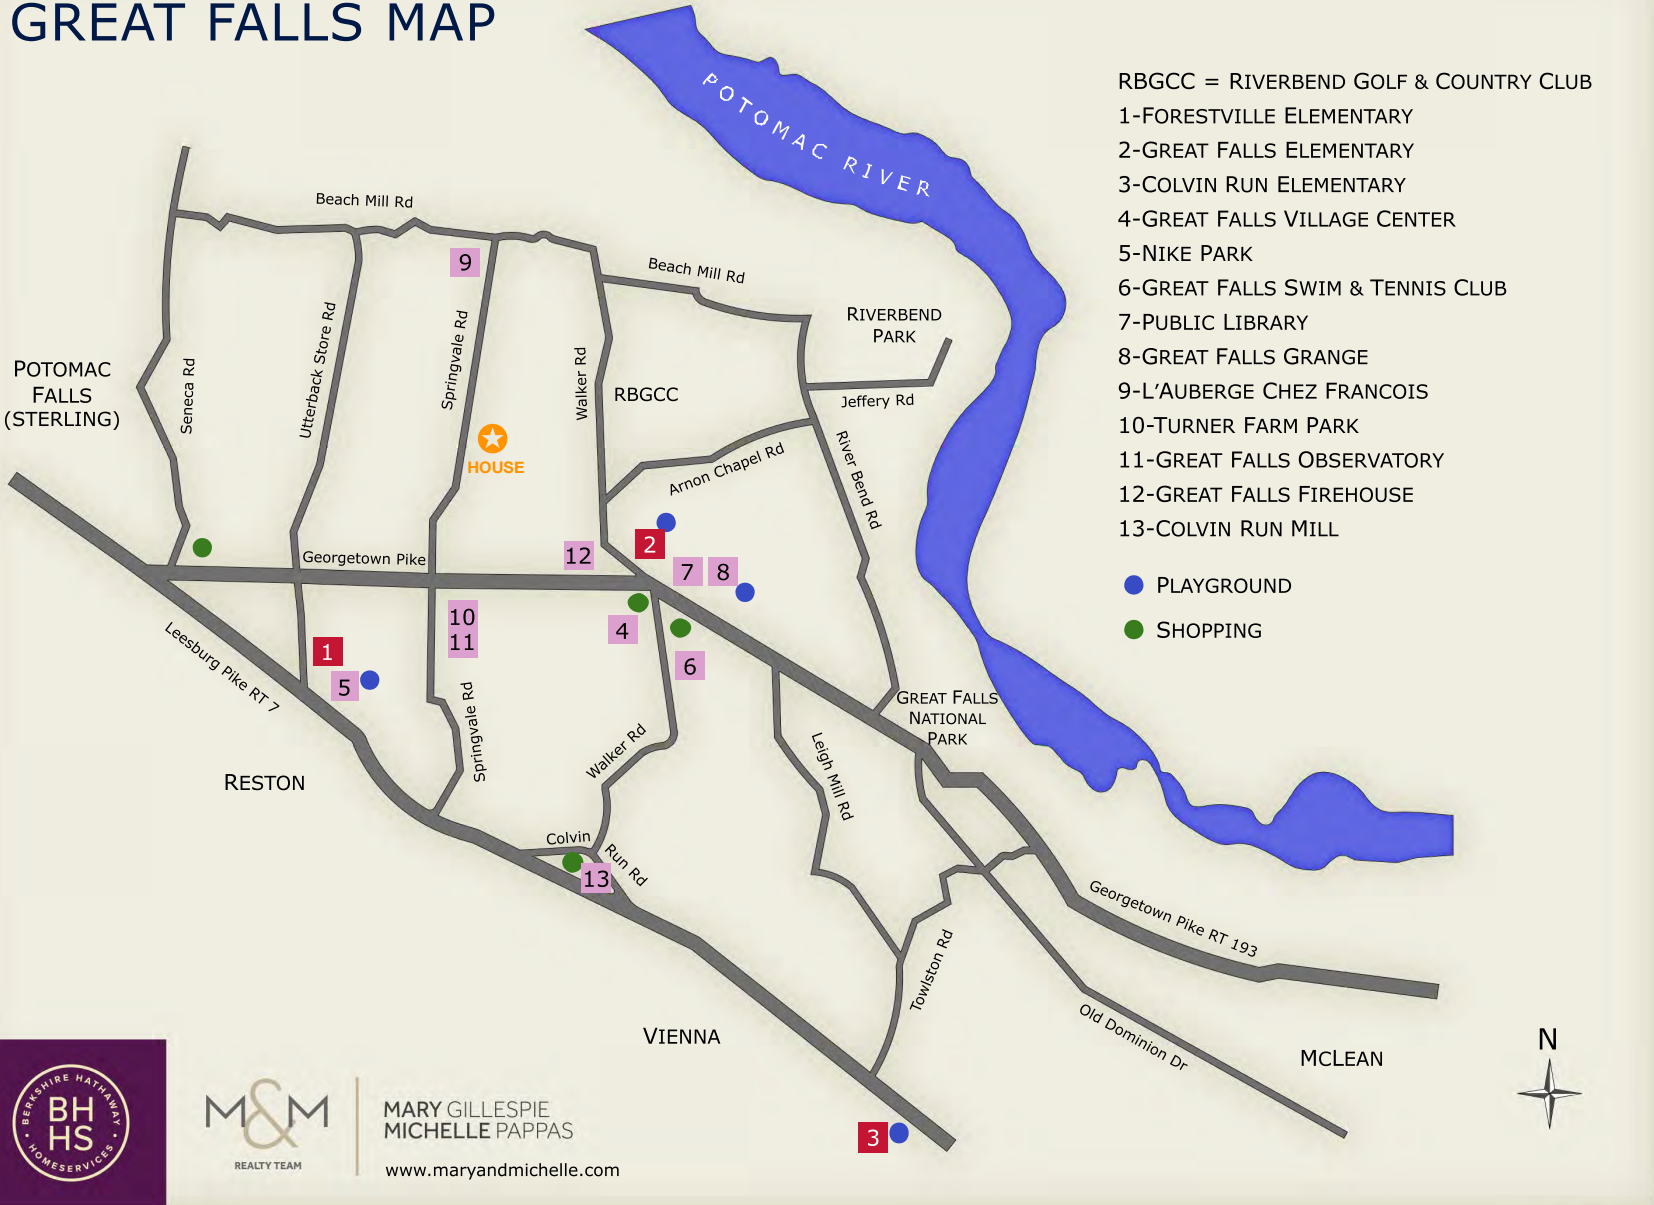 GREAT FALLS MAP
POTOMAC RIVER
RBGCC = RIVERBEND GOLF & COUNTRY CLUB
1-FORESTVILLE ELEMENTARY
2-GREAT FALLS ELEMENTARY
3-COLVIN RUN ELEMENTARY
4-GREAT FALLS VILLAGE CENTER
5-NIKE PARK
6-GREAT FALLS SWIM & TENNIS CLUB
7-PUBLIC LIBRARY
8-GREAT FALLS GRANGE
9-L'AUBERGE CHEZ FRANCOIS
10-TURNER FARM PARK
11-GREAT FALLS OBSERVATORY
12-GREAT FALLS FIREHOUSE
13-COLVIN RUN MILL
PLAYGROUND
SHOPPING
Beach Mill Rd
9
Beach Mill Rd
RIVERBEND
PARK
POTOMAC
FALLS
(STERLING)
Seneca Rd
Utterback Store Rd
Springvale Rd
Walker Rd
RBGCC
Jeffery Rd
HOUSE
Arnon Chapel Rd
River Bend Rd
Georgetown Pike
12
2
7
8
10
11
4
6
1
5
Leesburg Pike RT 7
Springvale Rd
Walker Rd
Leigh Mill Rd
GREAT FALLS
NATIONAL
PARK
RESTON
Colvin
Run Rd
13
Georgetown Pike RT 193
Towlston Rd
Old Dominion Dr
VIENNA
MCLEAN
N
3
BERKSHIRE HATHAWAY
BH
HS
HOMESERVICES
M&M
REALTY TEAM
MARY GILLESPIE
MICHELLE PAPPAS
www.maryandmichelle.com